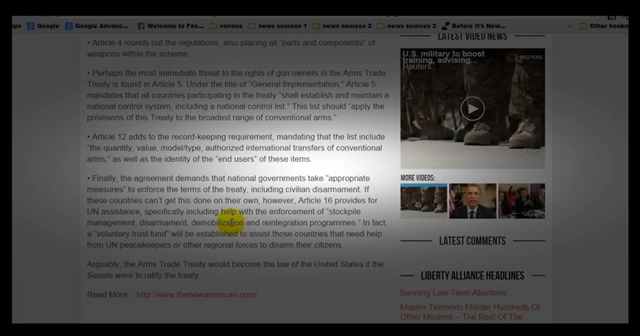 Google
Google Advanc...
Welcome to Fac...
various
news sources 1
news sources 2
news sources 3
Before It's New...
Other bookm
• Article 4 rounds out the regulations, also placing all "parts and components" of
weapons within the scheme.
• Perhaps the most immediate threat to the rights of gun owners in the Arms Trade
Treaty is found in Article 5. Under the title of "General Implementation," Article 5
mandates that all countries participating in the treaty "shall establish and maintain a
national control system, including a national control list." This list should "apply the
provisions of this Treaty to the broadest range of conventional arms."
• Article 12 adds to the record-keeping requirement, mandating that the list include
"the quantity, value, model/type, authorized international transfers of conventional
arms," as well as the identity of the "end users" of these items.
• Finally, the agreement demands that national governments take "appropriate
measures" to enforce the terms of the treaty, including civilian disarmament. If
these countries can't get this done on their own, however, Article 16 provides for
UN assistance, specifically including help with the enforcement of "stockpile
management, disarmament, demobilization and reintegration programmes." In fact,
a "voluntary trust fund" will be established to assist those countries that need help
from UN peacekeepers or other regional forces to disarm their citizens.
Arguably, the Arms Trade Treaty would become the law of the United States if the
Senate were to ratify the treaty.
Read More: http://www.thenewamerican.com/
LATEST VIDEO NEWS
U.S. military to boost
training, advising...
Reuters
REUTERS
MORE VIDEOS:
LATEST COMMENTS
LIBERTY ALLIANCE HEADLINES
Banning Late Term Abortions
Muslim Terrorists Murder Hundreds Of
Other Muslims – The Rest Of The